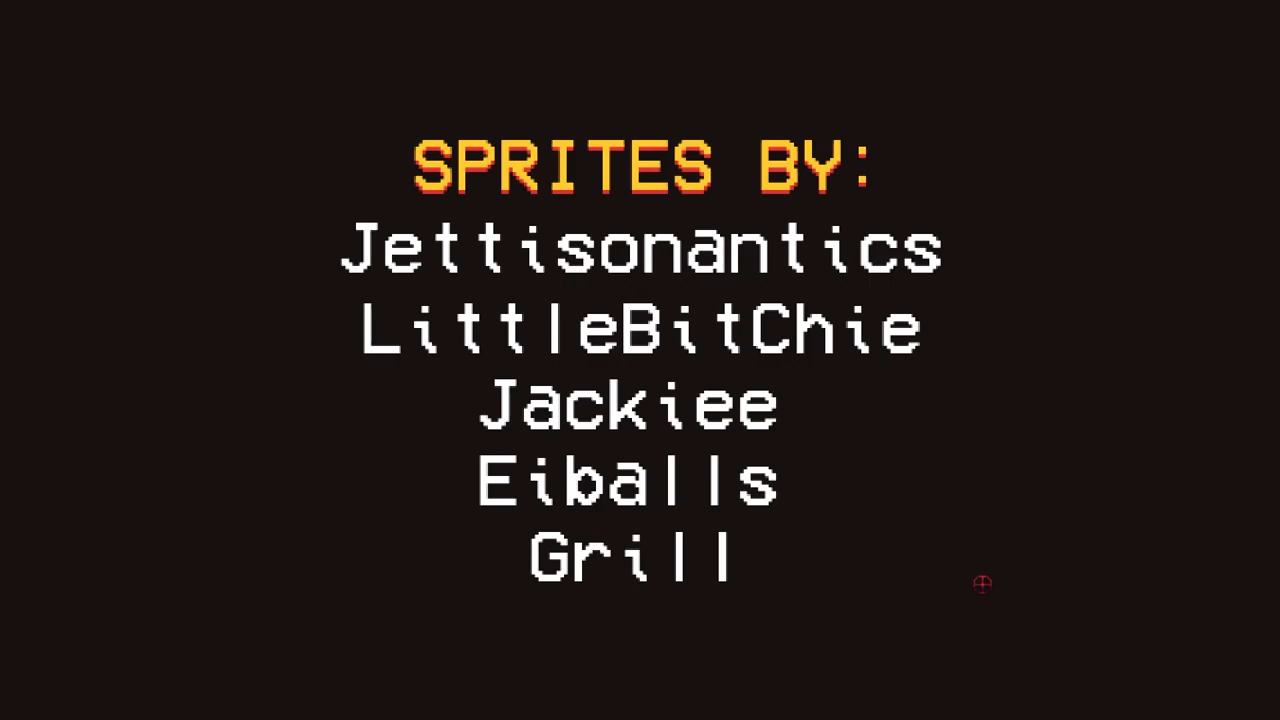 SPRITES BY:
Jettisonantics
LittleBitChie
Jackiee
Eiballs
Grill